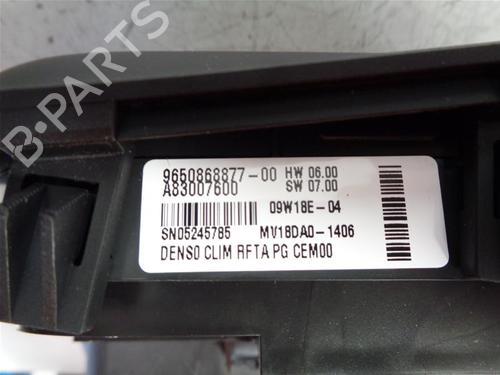 B-PARTS
9650868877-00 HW 06.00
A83007600 SW 07.00
09W18E-04
SN05245785 MV18DA0-1406
DENSO CLIM RFTA PG CEM00